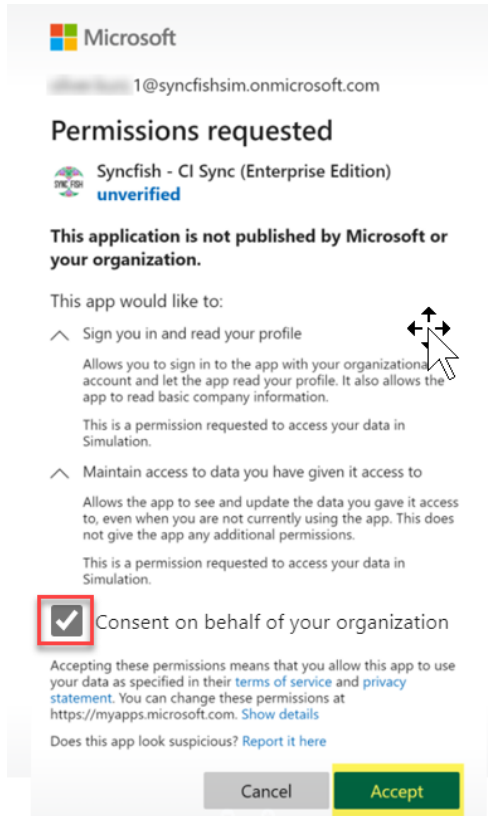 Microsoft
1@syncfishsim.onmicrosoft.com
Permissions requested
Syncfish - CI Sync (Enterprise Edition)
SYNC FISH
unverified
This application is not published by Microsoft or
your organization.
This app would like to:
Sign you in and read your profile
Allows you to sign in to the app with your organizational
account and let the app read your profile. It also allows the
app to read basic company information.
This is a permission requested to access your data in
Simulation.
Maintain access to data you have given it access to
Allows the app to see and update the data you gave it access
to, even when you are not currently using the app. This does
not give the app any additional permissions.
This is a permission requested to access your data in
Simulation.
Consent on behalf of your organization
Accepting these permissions means that you allow this app to use
your data as specified in their terms of service and privacy
statement. You can change these permissions at
https://myapps.microsoft.com. Show details
Does this app look suspicious? Report it here
Cancel
Accept